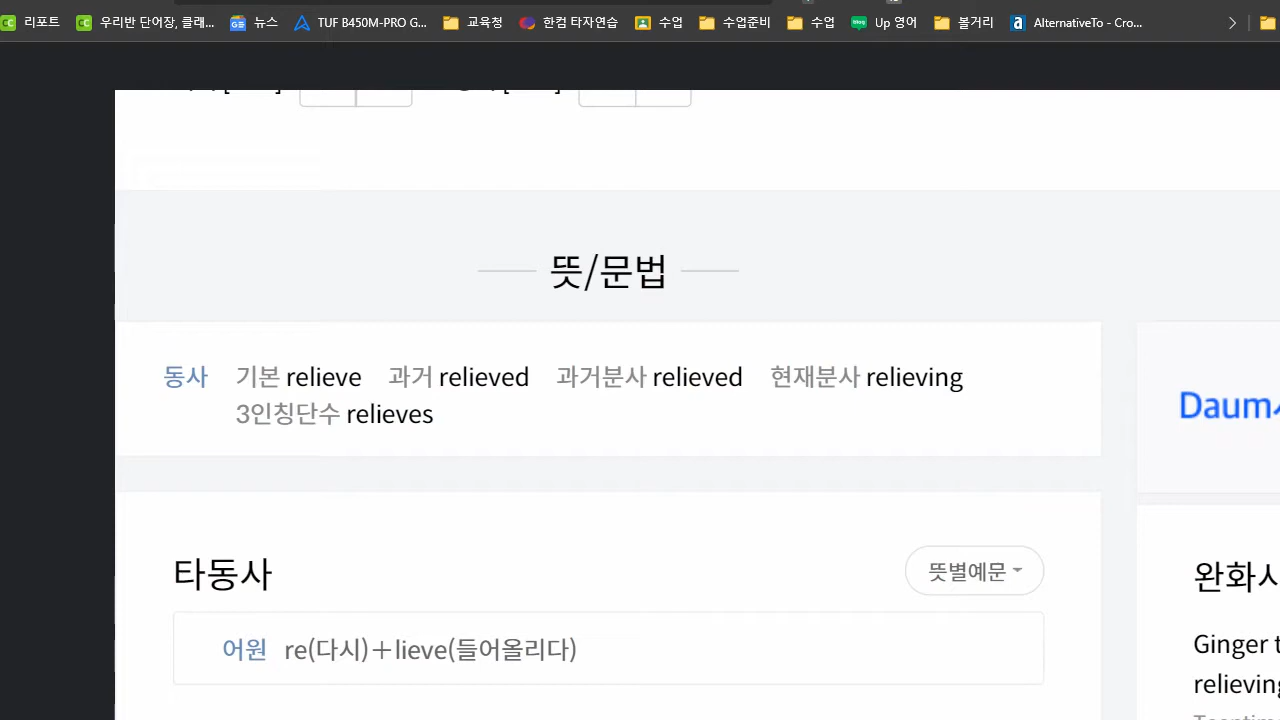 리포트 우리반 단어장, 클래... 뉴스 TUF B450M-PRO G... 교육청 한컴 타자연습 수업 수업준비 수업 Up 영어 볼거리 AlternativeTo - Cro...
뜻/문법
동사 기본 relieve 과거 relieved 과거분사 relieved 현재분사 relieving
3인칭단수 relieves
Daum
타동사 뜻별예문
어원 re(다시)+lieve(들어올리다)
완화시
Ginger t
relieving